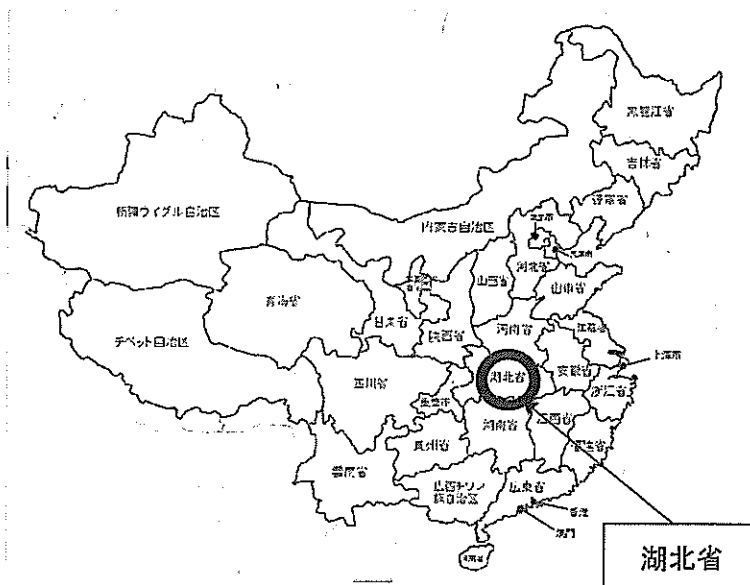 黒龍江省
吉林省
遼寧省
新疆ウイグル自治区
内蒙古自治区
河北省
山西省
山東省
青海省
甘粛省
陝西省
河南省
江蘇省
チベット自治区
上海市
安徽省
湖北省
四川省
重慶市
浙江省
湖南省
江西省
貴州省
福建省
雲南省
広東省
香港
澳門
湖北省